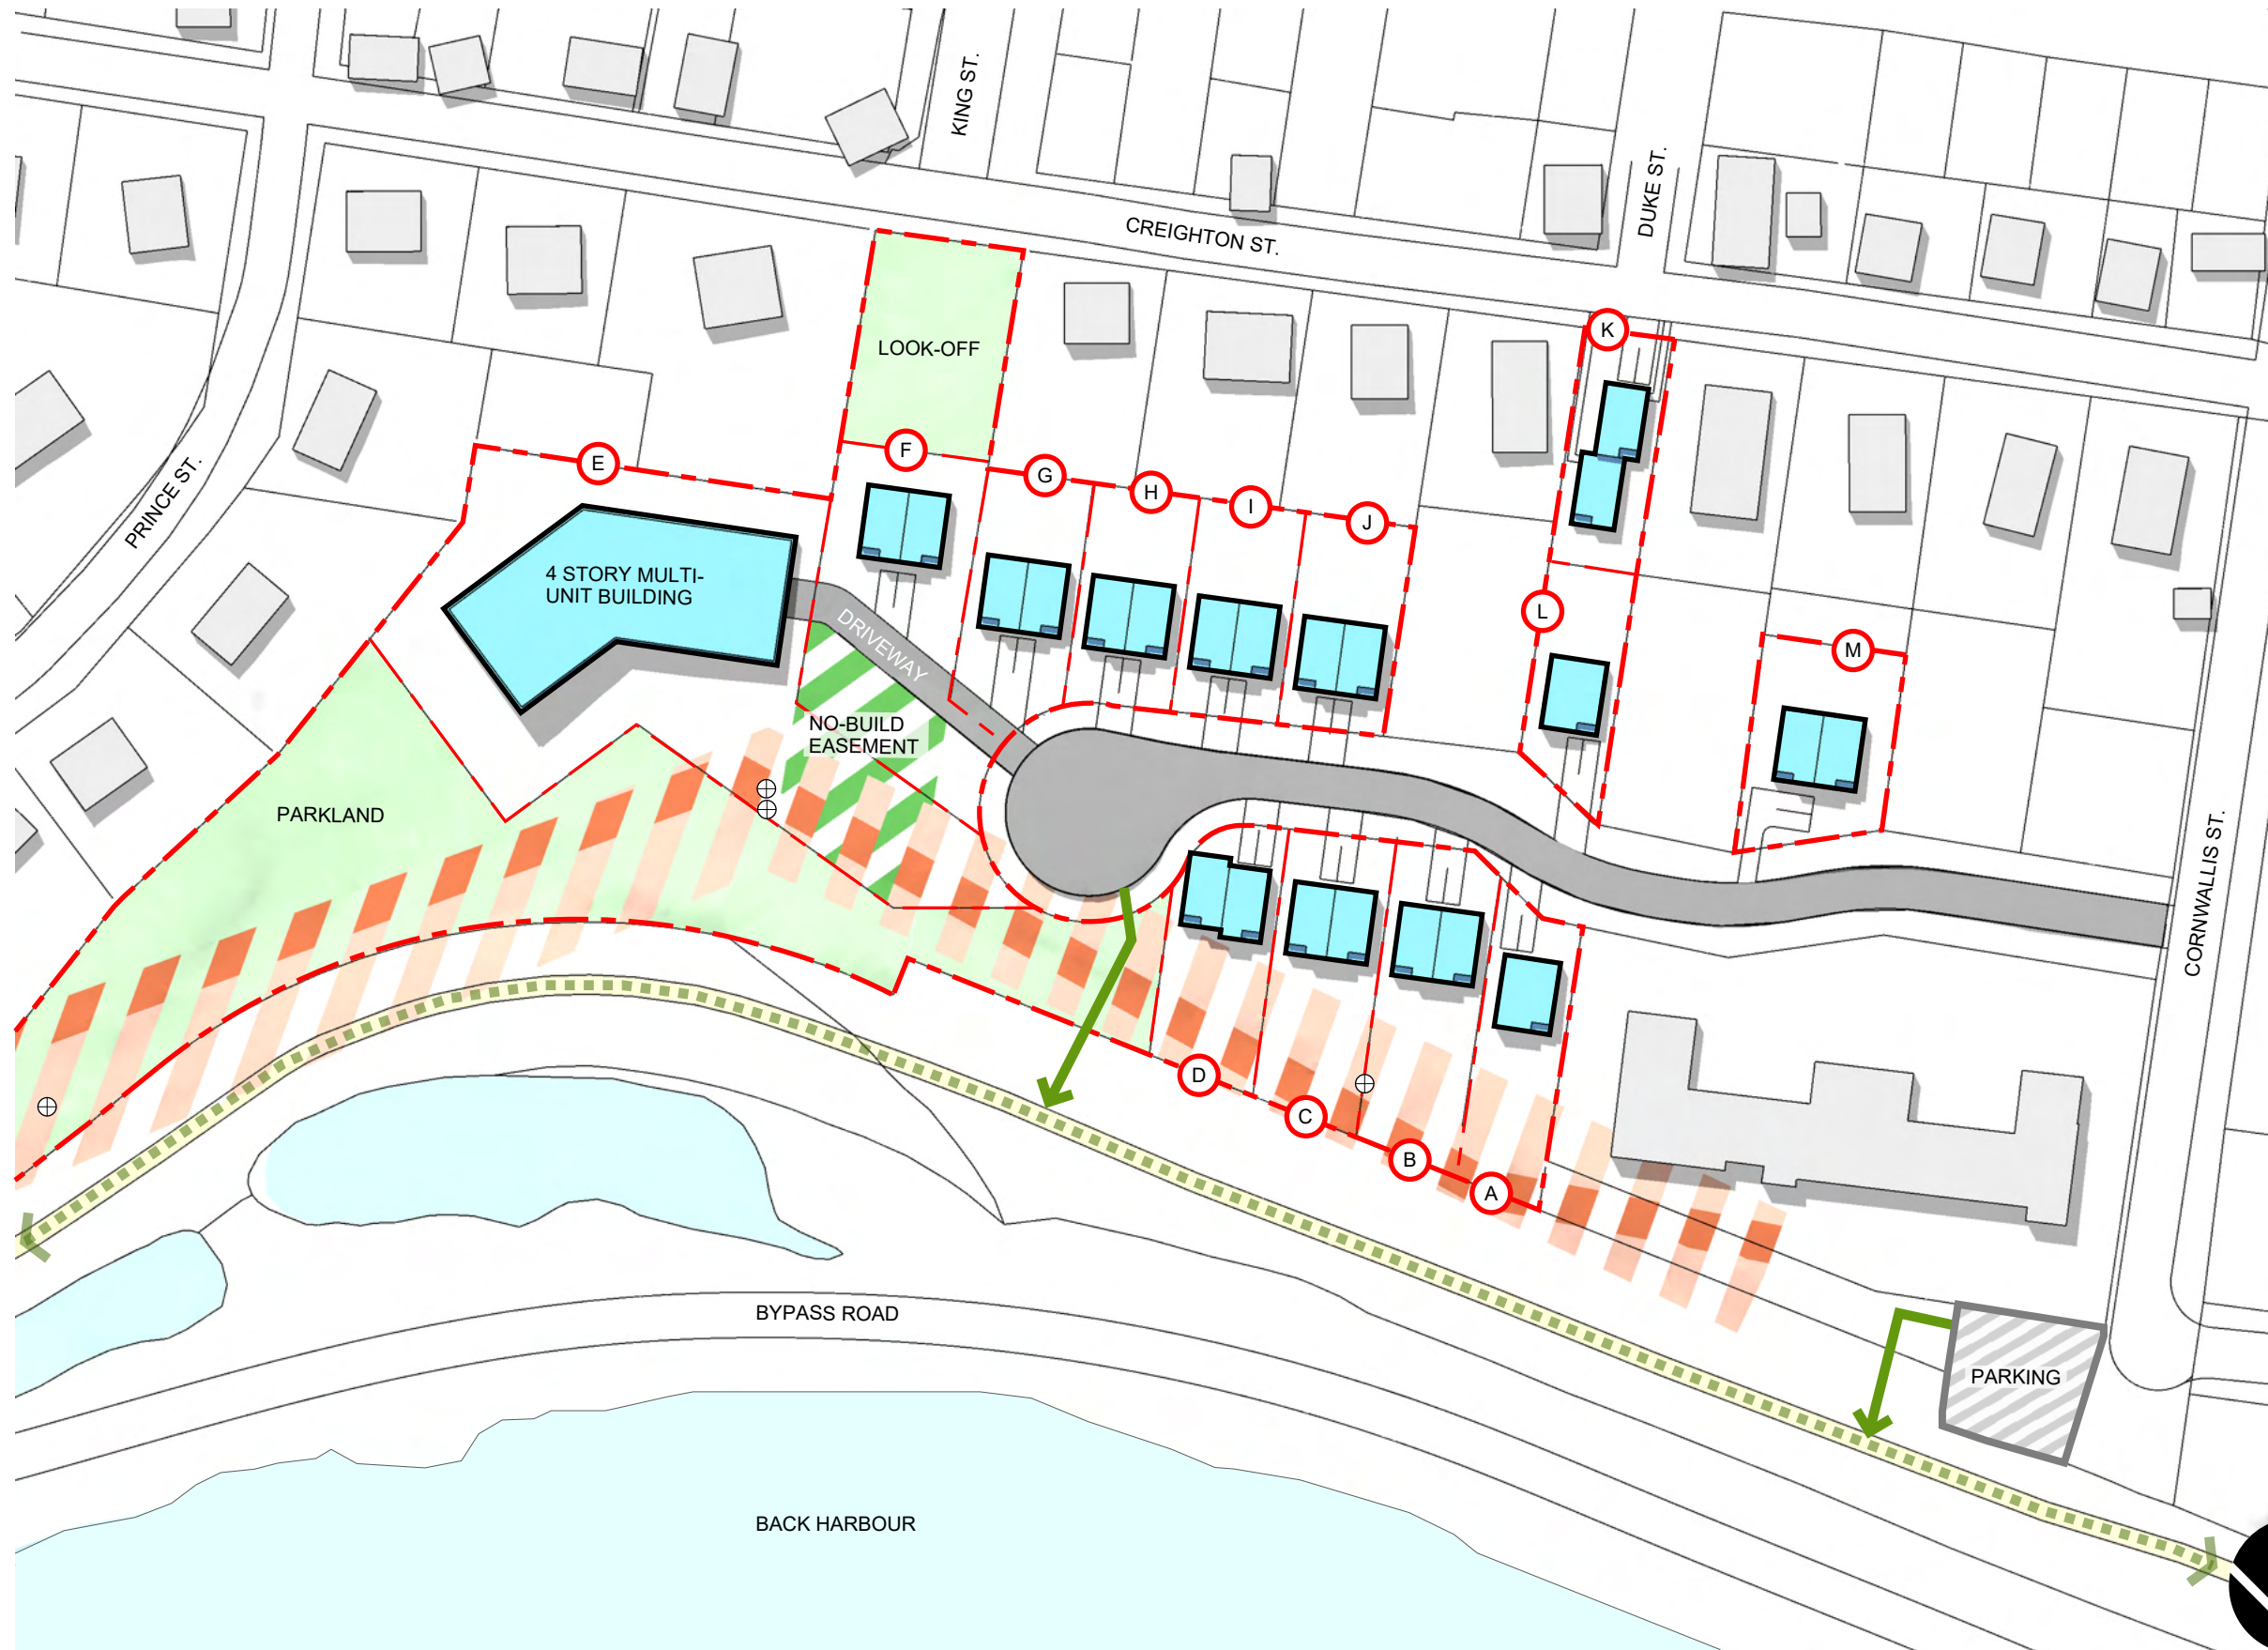 KING ST.
DUKE ST.
CREIGHTON ST.
K
LOOK-OFF
F
E
G
H
I
J
PRINCE ST.
4 STORY MULTI-
UNIT BUILDING
L
DRIVEWAY
M
NO-BUILD
EASEMENT
PARKLAND
CORNWALLIS ST.
D
C
B
A
BYPASS ROAD
PARKING
BACK HARBOUR